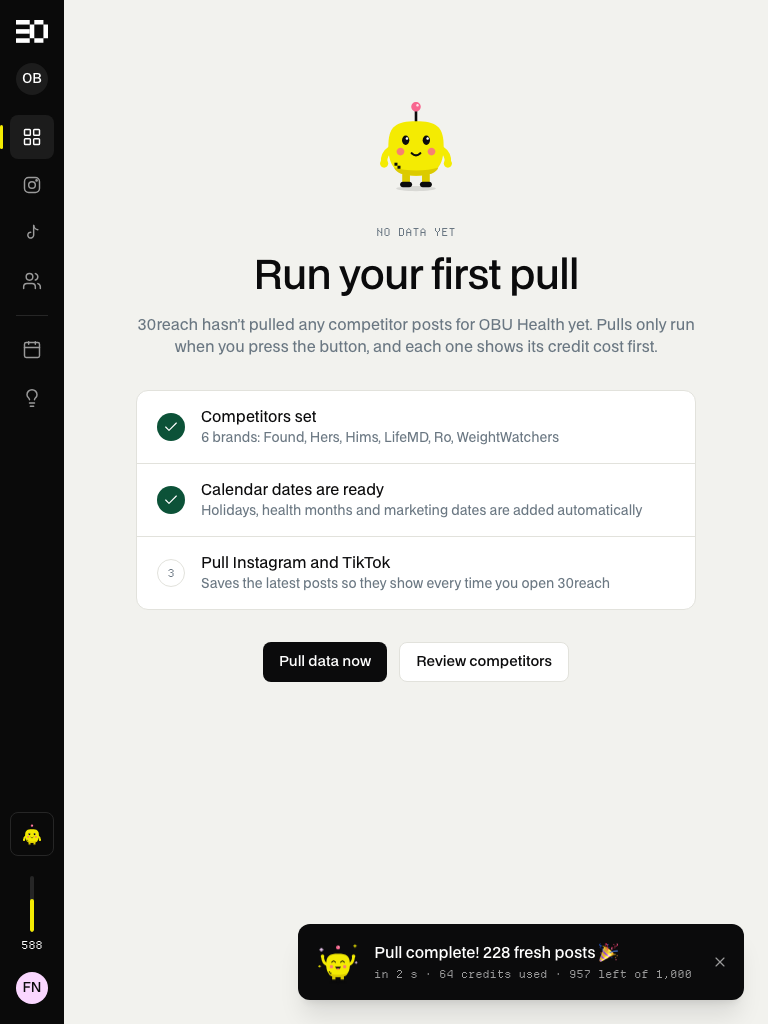 30
OB
NO DATA YET
Run your first pull
30reach hasn't pulled any competitor posts for OBU Health yet. Pulls only run
when you press the button, and each one shows its credit cost first.
Competitors set
6 brands: Found, Hers, Hims, LifeMD, Ro, WeightWatchers
Calendar dates are ready
Holidays, health months and marketing dates are added automatically
3
Pull Instagram and TikTok
Saves the latest posts so they show every time you open 30reach
Pull data now
Review competitors
588
FN
Pull complete! 228 fresh posts 🎉
in 2 s · 64 credits used · 957 left of 1,000